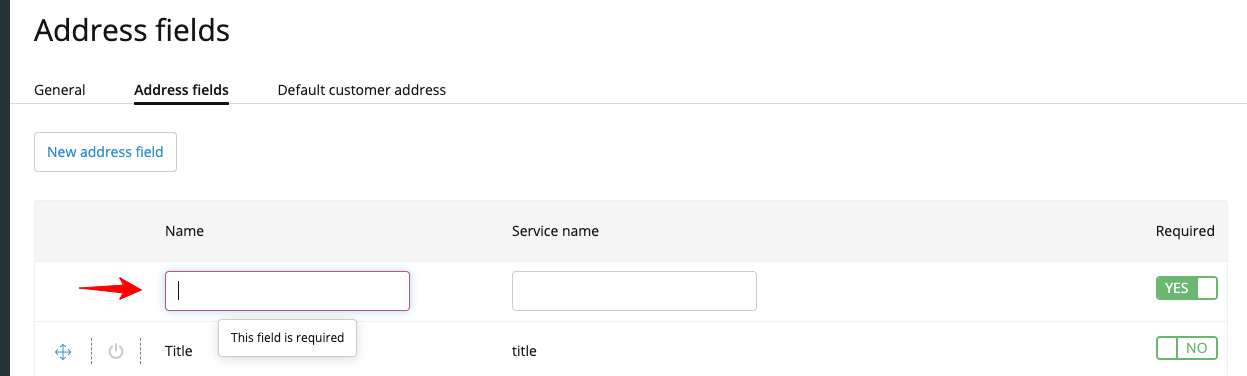 Address fields
General Address fields Default customer address
New address field
Name Service name Required
YES
This field is required
Title title NO